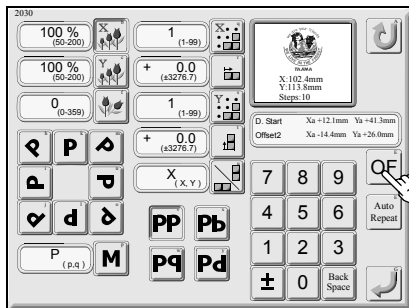 2030
100 %
(50-200)
X
1
(1-99)
X
100 %
(50-200)
Y
+ 0.0
(±3276.7)
0
(0-359)
1
(1-99)
Y
+ 0.0
(±3276.7)
X
(X, Y)
P P P
P P
P d P
P
(p,q)
M
PP Pb
Pq Pd
TAJIMA
X:102.4mm
Y:113.8mm
Steps:10
D. Start Xa +12.1mm Ya +41.3mm
Offset2 Xa -14.4mm Ya +26.0mm
7 8 9
OF
4 5 6
Auto
Repeat
1 2 3
± 0 Back
Space